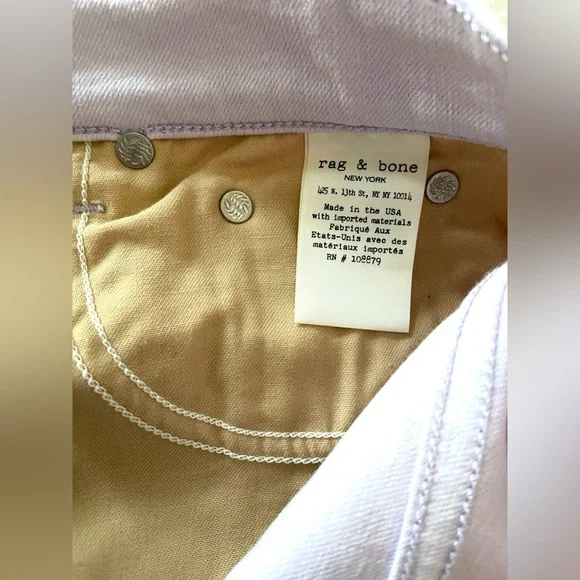 rag & bone
NEW YORK
425 W. 13th St, NY NY 10014
Made in the USA
with imported materials
Fabriqué Aux
Etats-Unis avec des
matériaux importés
RN # 108879